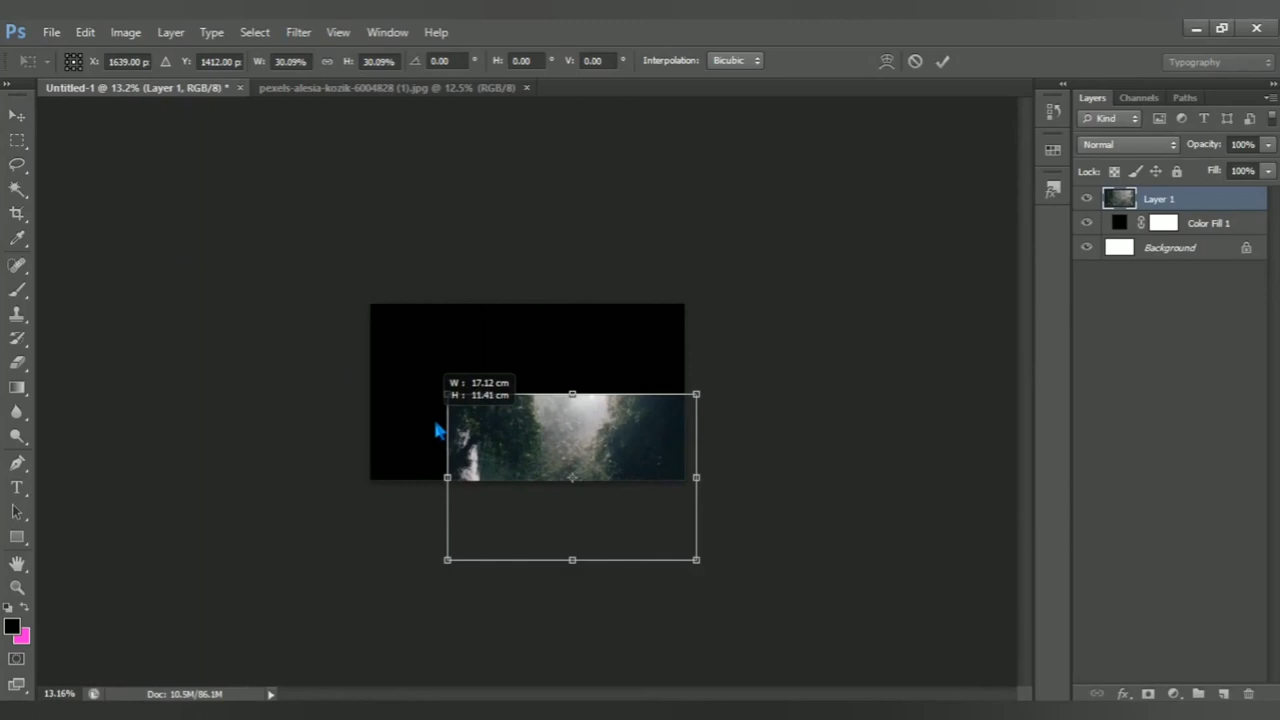 Ps File Edit Image Layer Type Select Filter View Window Help
X: 1639.00 p Y: 1412.00 p W: 30.09% H: 30.09% 0.00 ° H: 0.00 ° V: 0.00 ° Interpolation: Bicubic Typography
Untitled-1 @ 13.2% (Layer 1, RGB/8) * × pexels-alesia-kozik-6004828 (1).jpg @ 12.5% (RGB/8) ×
Layers Channels Paths
Kind
Normal Opacity: 100%
Lock: Fill: 100%
Layer 1
Color Fill 1
Background
W : 17.12 cm
H : 11.41 cm
13.16% Doc: 10.5M/86.1M